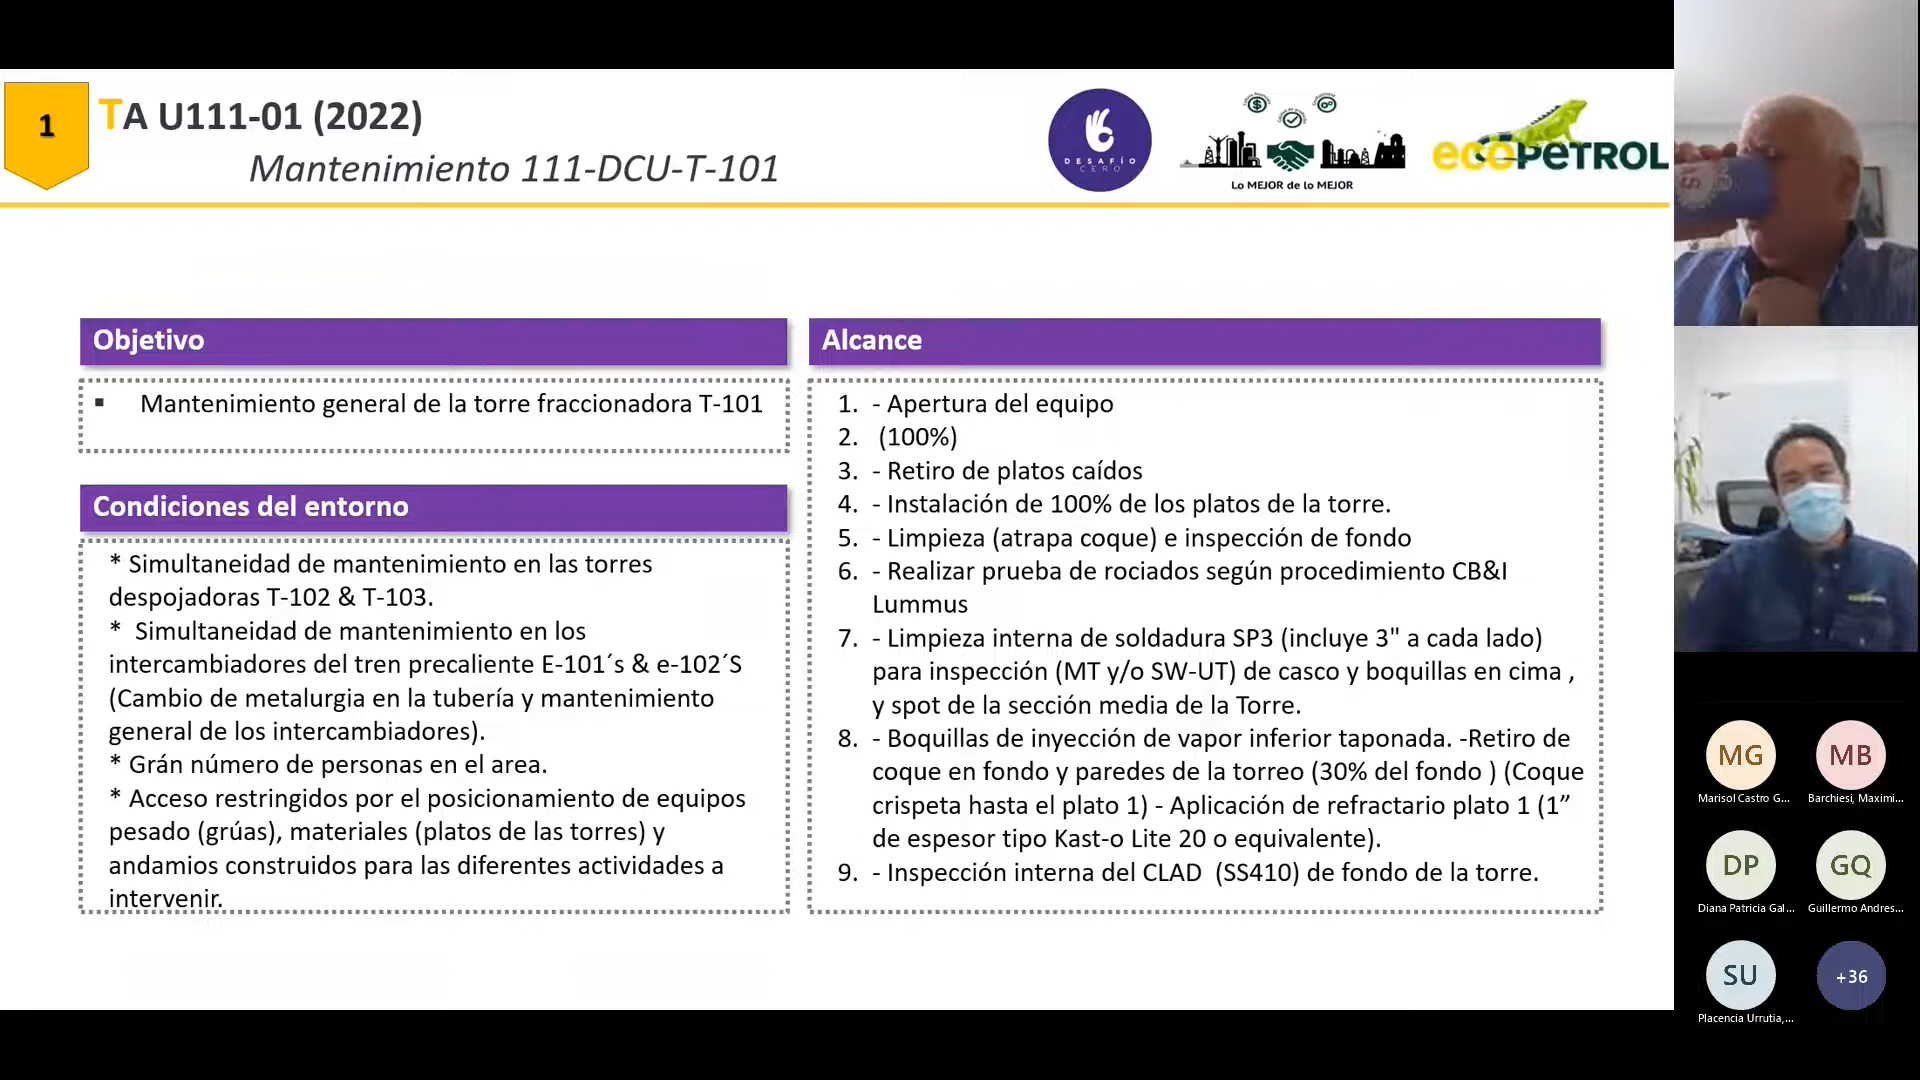 1
TA U111-01 (2022)
Mantenimiento 111-DCU-T-101
DESAFÍO
CERO
Lo MEJOR de lo MEJOR
ecoPETROL
Objetivo
▪ Mantenimiento general de la torre fraccionadora T-101
Condiciones del entorno
* Simultaneidad de mantenimiento en las torres
despojadoras T-102 & T-103.
* Simultaneidad de mantenimiento en los
intercambiadores del tren precaliente E-101´s & e-102´S
(Cambio de metalurgia en la tubería y mantenimiento
general de los intercambiadores).
* Grán número de personas en el area.
* Acceso restringidos por el posicionamiento de equipos
pesado (grúas), materiales (platos de las torres) y
andamios construidos para las diferentes actividades a
intervenir.
Alcance
1. - Apertura del equipo
2. (100%)
3. - Retiro de platos caídos
4. - Instalación de 100% de los platos de la torre.
5. - Limpieza (atrapa coque) e inspección de fondo
6. - Realizar prueba de rociados según procedimiento CB&I
Lummus
7. - Limpieza interna de soldadura SP3 (incluye 3" a cada lado)
para inspección (MT y/o SW-UT) de casco y boquillas en cima ,
y spot de la sección media de la Torre.
8. - Boquillas de inyección de vapor inferior taponada. -Retiro de
coque en fondo y paredes de la torreo (30% del fondo ) (Coque
crispeta hasta el plato 1) - Aplicación de refractario plato 1 (1”
de espesor tipo Kast-o Lite 20 o equivalente).
9. - Inspección interna del CLAD (SS410) de fondo de la torre.
MG
Marisol Castro G...
MB
Barchiesi, Maximi...
DP
Diana Patricia Gal...
GQ
Guillermo Andres...
SU
Placencia Urrutia,...
+36